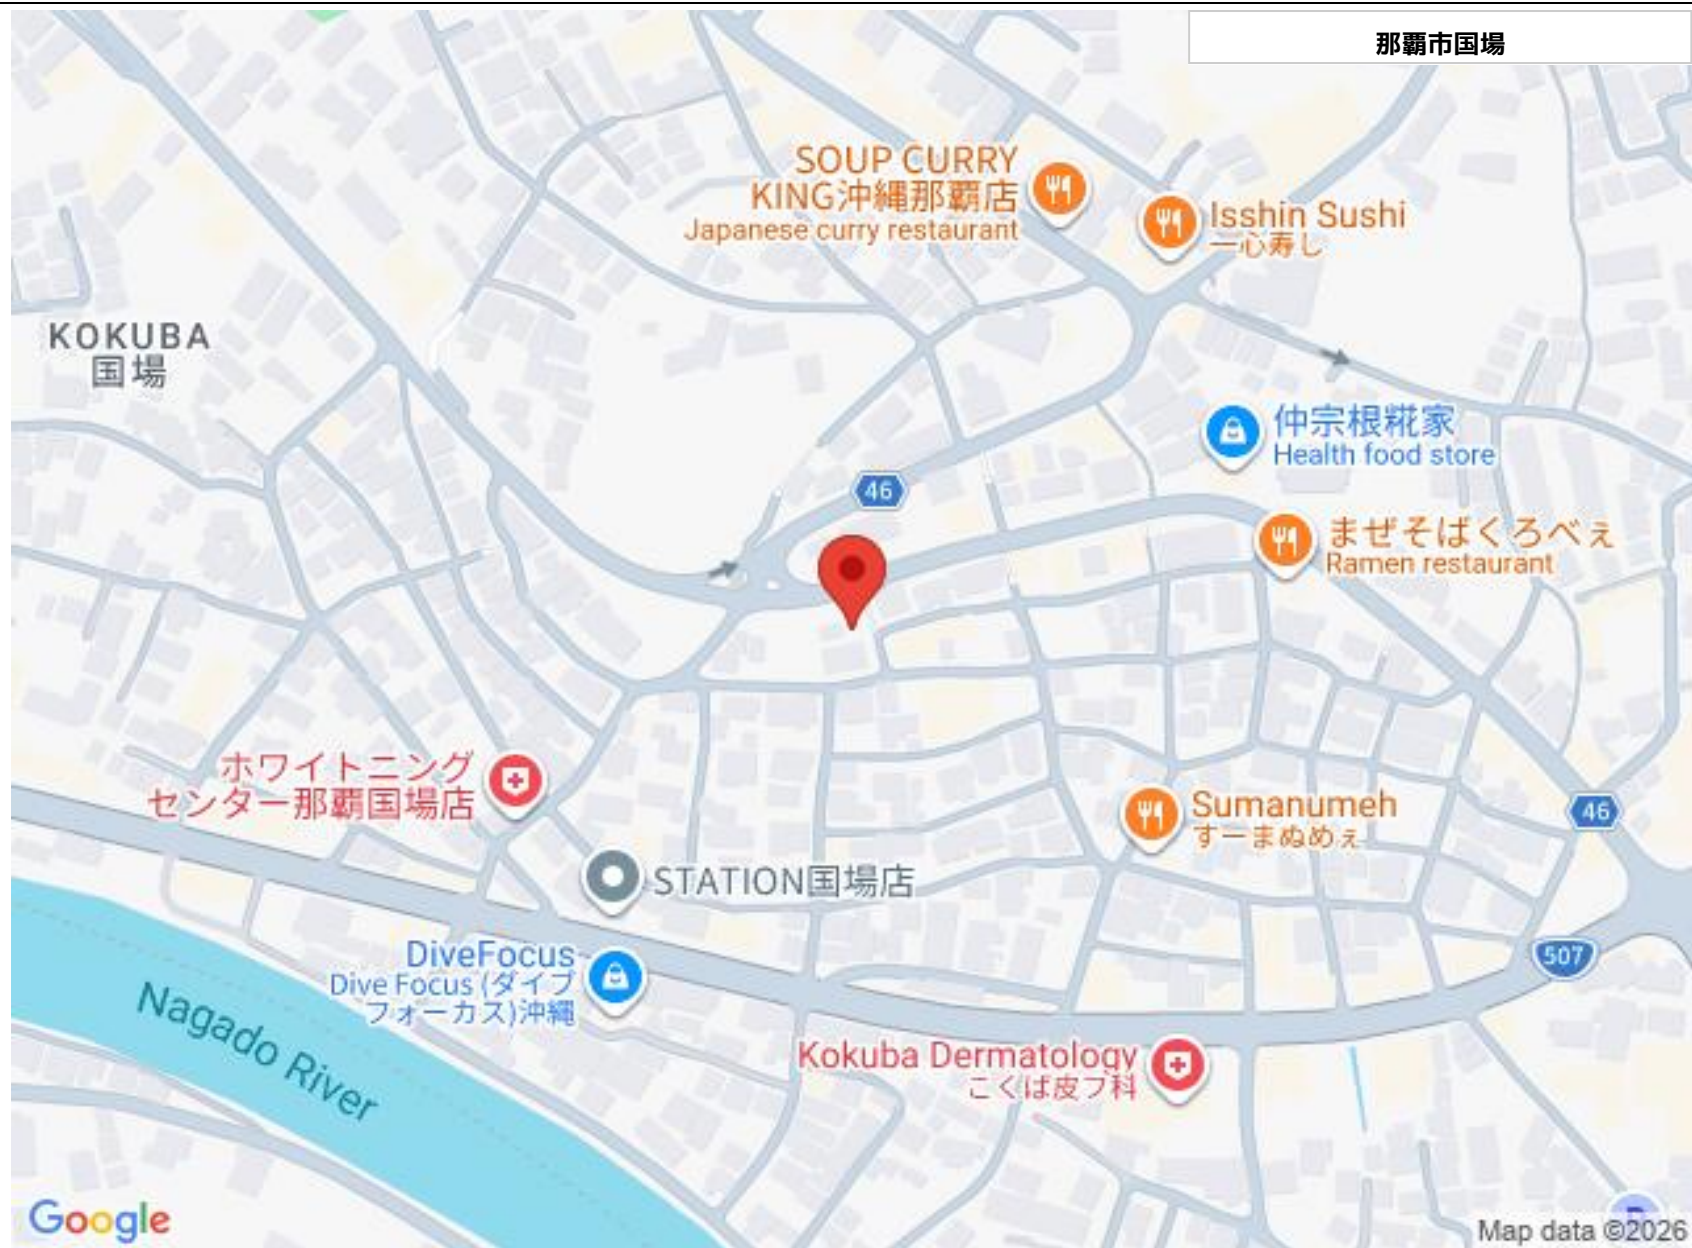 那覇市国場
SOUP CURRY
KING沖縄那覇店
Japanese curry restaurant
Isshin Sushi
一心寿し
KOKUBA
国場
仲宗根糀家
Health food store
46
まぜそばくろべぇ
Ramen restaurant
ホワイトニング
センター那覇国場店
Sumanumeh
すーまぬめぇ
46
STATION国場店
DiveFocus
Dive Focus (ダイブ
フォーカス)沖縄
507
Nagado River
Kokuba Dermatology
こくば皮フ科
Google
Map data ©2026